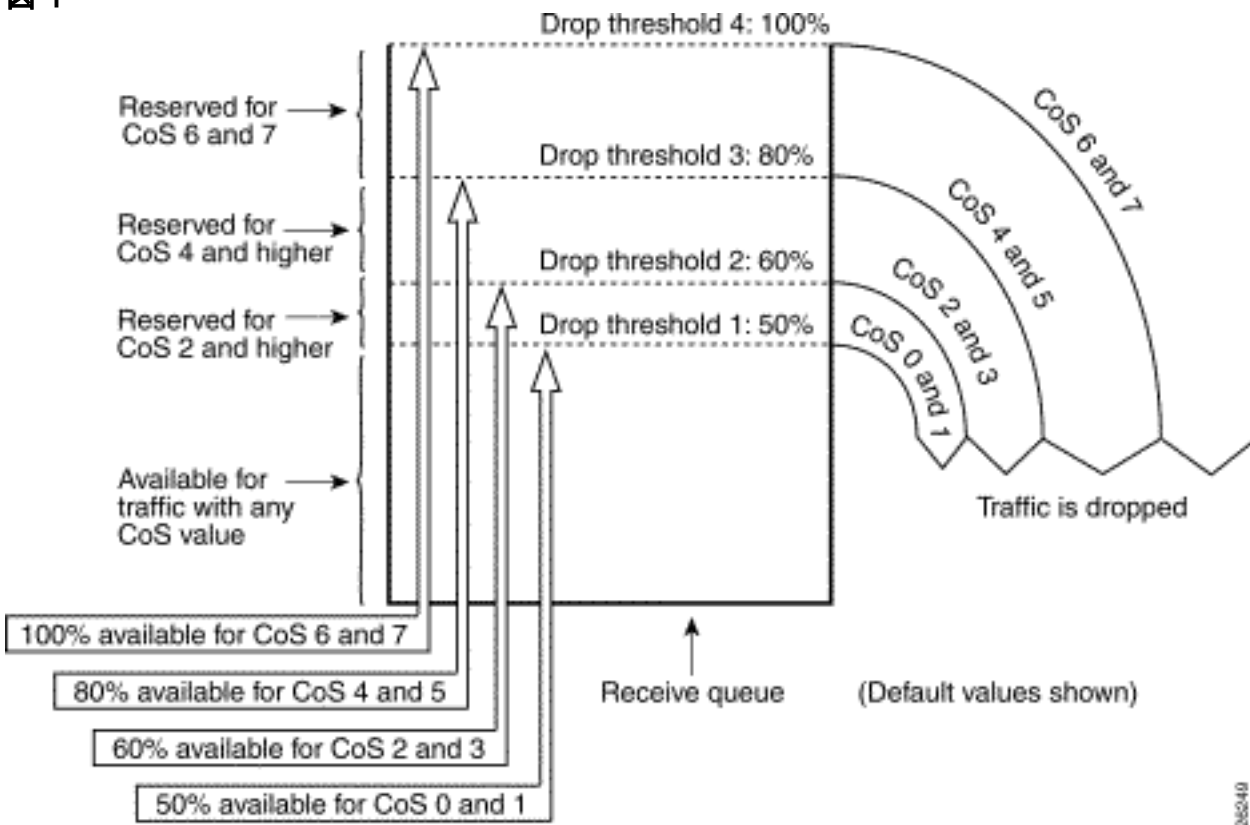 Drop threshold 4: 100%
Reserved for
CoS 6 and 7
CoS 6 and 7
Drop threshold 3: 80%
Reserved for
CoS 4 and higher
CoS 4 and 5
Drop threshold 2: 60%
Reserved for
CoS 2 and higher
CoS 2 and 3
Drop threshold 1: 50%
CoS 0 and 1
Available for
traffic with any
CoS value
Traffic is dropped
100% available for CoS 6 and 7
80% available for CoS 4 and 5
60% available for CoS 2 and 3
50% available for CoS 0 and 1
Receive queue
(Default values shown)